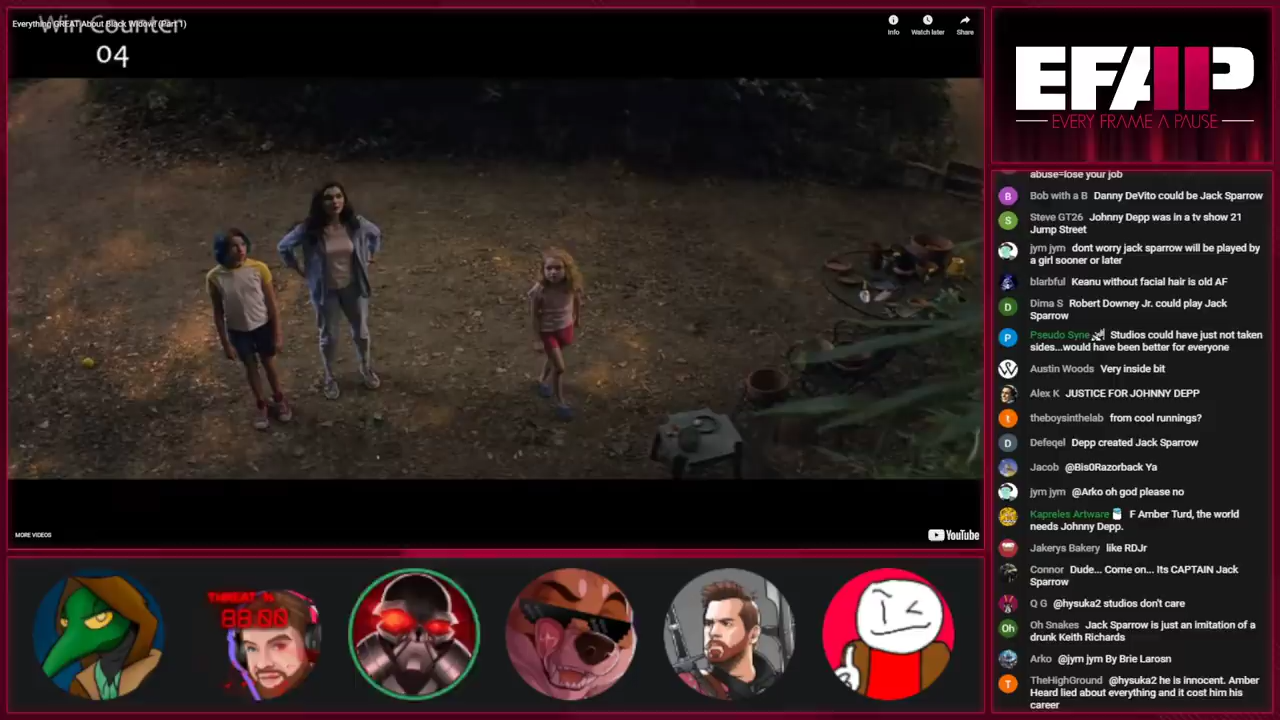 Everything GREAT About Black Widow! (Part 1)
Win Counter
04
Info
Watch later
Share
MORE VIDEOS
YouTube
EFAP
EVERY FRAME A PAUSE
abuse=lose your job
Bob with a B Danny DeVito could be Jack Sparrow
Steve GT26 Johnny Depp was in a tv show 21
Jump Street
jym jym dont worry jack sparrow will be played by
a girl sooner or later
blarbful Keanu without facial hair is old AF
Dima S Robert Downey Jr. could play Jack
Sparrow
Pseudo Syne Studios could have just not taken
sides...would have been better for everyone
Austin Woods Very inside bit
Alex K JUSTICE FOR JOHNNY DEPP
theboysinthelab from cool runnings?
Defeqel Depp created Jack Sparrow
Jacob @Bis0Razorback Ya
jym jym @Arko oh god please no
Kapreles Artware F Amber Turd, the world
needs Johnny Depp.
Jakerys Bakery like RDJr
Connor Dude... Come on... Its CAPTAIN Jack
Sparrow
Q G @hysuka2 studios don't care
Oh Snakes Jack Sparrow is just an imitation of a
drunk Keith Richards
Arko @jym jym By Brie Larosn
TheHighGround @hysuka2 he is innocent. Amber
Heard lied about everything and it cost him his
career
THREAT IN
88:00
B
S
D
P
W
t
D
Oh
T